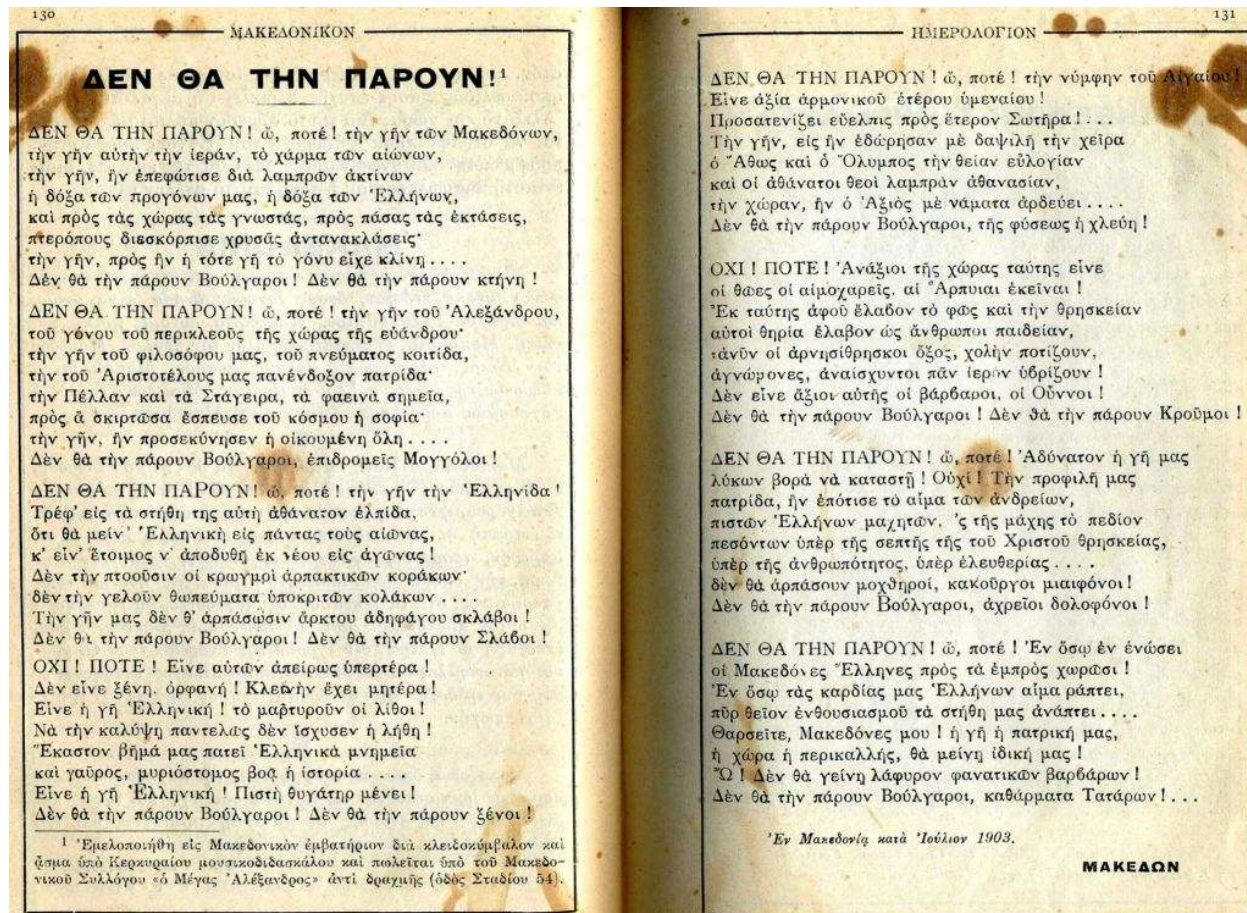 130
ΜΑΚΕΔΟΝΙΚΟΝ
ΔΕΝ ΘΑ ΤΗΝ ΠΑΡΟΥΝ!¹
ΔΕΝ ΘΑ ΤΗΝ ΠΑΡΟΥΝ! ὤ, ποτέ! τὴν γῆν τῶν Μακεδόνων,
τὴν γῆν αὐτὴν τὴν ἱεράν, τὸ χάρμα τῶν αἰώνων,
τὴν γῆν, ἣν ἐπεφώτισε διὰ λαμπρῶν ἀκτίνων
ἡ δόξα τῶν προγόνων μας, ἡ δόξα τῶν Ἑλλήνων,
καὶ πρὸς τὰς χώρας τὰς γνωστάς, πρὸς πάσας τὰς ἐκτάσεις,
πτερόπους διεσκόρπισε χρυσᾶς ἀντανακλάσεις·
τὴν γῆν, πρὸς ἣν ἡ τότε γῆ τὸ γόνυ εἶχε κλίνη....
Δὲν θὰ τὴν πάρουν Βούλγαροι! Δὲν θὰ τὴν πάρουν κτήνη!
ΔΕΝ ΘΑ ΤΗΝ ΠΑΡΟΥΝ! ὤ, ποτέ! τὴν γῆν τοῦ Ἀλεξάνδρου,
τοῦ γόνου τοῦ περικλεοῦς τῆς χώρας τῆς εὐάνδρου·
τὴν γῆν τοῦ φιλοσόφου μας, τοῦ πνεύματος κοιτίδα,
τὴν τοῦ Ἀριστοτέλους μας πανένδοξον πατρίδα·
τὴν Πέλλαν καὶ τὰ Στάγειρα, τὰ φαεινὰ σημεῖα,
πρὸς ἃ σκιρτῶσα ἔσπευσε τοῦ κόσμου ἡ σοφία·
τὴν γῆν, ἣν προσεκύνησεν ἡ οἰκουμένη ὅλη....
Δὲν θὰ τὴν πάρουν Βούλγαροι, ἐπιδρομεῖς Μογγόλοι!
ΔΕΝ ΘΑ ΤΗΝ ΠΑΡΟΥΝ! ὤ, ποτέ! τὴν γῆν τὴν Ἑλληνίδα!
Τρέφ' εἰς τὰ στήθη της αὐτὴ ἀθάνατον ἐλπίδα,
ὅτι θὰ μείν' Ἑλληνικὴ εἰς πάντας τοὺς αἰῶνας,
κ' εἶν' ἕτοιμος ν' ἀποδυθῇ ἐκ νέου εἰς ἀγῶνας!
Δὲν τὴν πτοοῦσιν οἱ κρωγμοὶ ἁρπακτικῶν κοράκων·
δὲν τὴν γελοῦν θωπεύματα ὑποκριτῶν κολάκων....
Τὴν γῆν μας δὲν θ' ἁρπάσωσιν ἄρκτου ἀδηφάγου σκλάβοι!
Δὲν θὰ τὴν πάρουν Βούλγαροι! Δὲν θὰ τὴν πάρουν Σλάβοι!
ΟΧΙ! ΠΟΤΕ! Εἶνε αὐτῶν ἀπείρως ὑπερτέρα!
Δὲν εἶνε ξένη, ὀρφανή! Κλεινὴν ἔχει μητέρα!
Εἶνε ἡ γῆ Ἑλληνική! τὸ μαρτυροῦν οἱ λίθοι!
Νὰ τὴν καλύψῃ παντελῶς δὲν ἴσχυσεν ἡ λήθη!
Ἕκαστον βῆμά μας πατεῖ Ἑλληνικὰ μνημεῖα
καὶ γαῦρος, μυριόστομος βοᾷ ἡ ἱστορία....
Εἶνε ἡ γῆ Ἑλληνική! Πιστὴ θυγάτηρ μένει!
Δὲν θὰ τὴν πάρουν Βούλγαροι! Δὲν θὰ τὴν πάρουν ξένοι!
¹ Ἐμελοποιήθη εἰς Μακεδονικὸν ἐμβατήριον διὰ κλειδοκύμβαλον καὶ
ᾆσμα ὑπὸ Κερκυραίου μουσικοδιδασκάλου καὶ πωλεῖται ὑπὸ τοῦ Μακεδο-
νικοῦ Συλλόγου «ὁ Μέγας Ἀλέξανδρος» ἀντὶ δραχμῆς (ὁδὸς Σταδίου 54).
131
ΗΜΕΡΟΛΟΓΙΟΝ
ΔΕΝ ΘΑ ΤΗΝ ΠΑΡΟΥΝ! ὤ, ποτέ! τὴν νύμφην τοῦ Αἰγαίου!
Εἶνε ἀξία ἁρμονικοῦ ἑτέρου ὑμεναίου!
Προσατενίζει εὔελπις πρὸς ἕτερον Σωτῆρα!...
Τὴν γῆν, εἰς ἣν ἐδώρησαν μὲ δαψιλῆ τὴν χεῖρα
ὁ Ἄθως καὶ ὁ Ὄλυμπος τὴν θείαν εὐλογίαν
καὶ οἱ ἀθάνατοι θεοὶ λαμπρὰν ἀθανασίαν,
τὴν χώραν, ἣν ὁ Ἀξιὸς μὲ νάματα ἀρδεύει....
Δὲν θὰ τὴν πάρουν Βούλγαροι, τῆς φύσεως ἡ χλεύη!
ΟΧΙ! ΠΟΤΕ! Ἀνάξιοι τῆς χώρας ταύτης εἶνε
οἱ θῶες οἱ αἱμοχαρεῖς, αἱ Ἅρπυιαι ἐκεῖναι!
Ἐκ ταύτης ἀφοῦ ἔλαβον τὸ φῶς καὶ τὴν θρησκείαν
αὐτοὶ θηρία ἔλαβον ὡς ἄνθρωποι παιδείαν,
τανῦν οἱ ἀρνησίθρησκοι ὄξος, χολὴν ποτίζουν,
ἀγνώμονες, ἀναίσχυντοι πᾶν ἱερὸν ὑβρίζουν!
Δὲν εἶνε ἄξιοι αὐτῆς οἱ βάρβαροι, οἱ Οὖννοι!
Δὲν θὰ τὴν πάρουν Βούλγαροι! Δὲν θὰ τὴν πάρουν Κροῦμοι!
ΔΕΝ ΘΑ ΤΗΝ ΠΑΡΟΥΝ! ὤ, ποτέ! Ἀδύνατον ἡ γῆ μας
λύκων βορὰ νὰ καταστῇ! Οὐχί! Τὴν προφιλῆ μας
πατρίδα, ἣν ἐπότισε τὸ αἷμα τῶν ἀνδρείων,
πιστῶν Ἑλλήνων μαχητῶν, 'ς τῆς μάχης τὸ πεδίον
πεσόντων ὑπὲρ τῆς σεπτῆς τῆς τοῦ Χριστοῦ θρησκείας,
ὑπὲρ τῆς ἀνθρωπότητος, ὑπὲρ ἐλευθερίας....
δὲν θὰ ἁρπάσουν μοχθηροί, κακοῦργοι μιαιφόνοι!
Δὲν θὰ τὴν πάρουν Βούλγαροι, ἀχρεῖοι δολοφόνοι!
ΔΕΝ ΘΑ ΤΗΝ ΠΑΡΟΥΝ! ὤ, ποτέ! Ἐν ὅσῳ ἐν ἑνώσει
οἱ Μακεδόνες Ἕλληνες πρὸς τὰ ἐμπρὸς χωρῶσι!
Ἐν ὅσῳ τὰς καρδίας μας Ἑλλήνων αἷμα ράπτει,
πῦρ θεῖον ἐνθουσιασμοῦ τὰ στήθη μας ἀνάπτει....
Θαρσεῖτε, Μακεδόνες μου! ἡ γῆ ἡ πατρική μας,
ἡ χώρα ἡ περικαλλής, θὰ μείνῃ ἰδική μας!
Ὢ! Δὲν θὰ γείνῃ λάφυρον φανατικῶν βαρβάρων!
Δὲν θὰ τὴν πάρουν Βούλγαροι, καθάρματα Τατάρων!...
Ἐν Μακεδονίᾳ κατὰ Ἰούλιον 1903.
ΜΑΚΕΔΩΝ